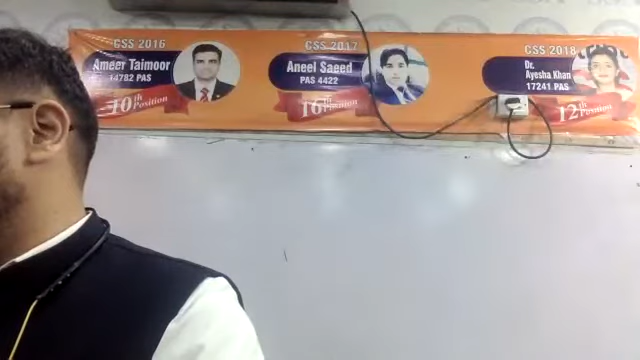 CSS 2016
Ameer Taimoor
14782 PAS
10th Position
CSS 2017
Aneel Saeed
PAS 4422
16th Position
CSS 2018
Dr.
Ayesha Khan
17241 PAS
12th Position